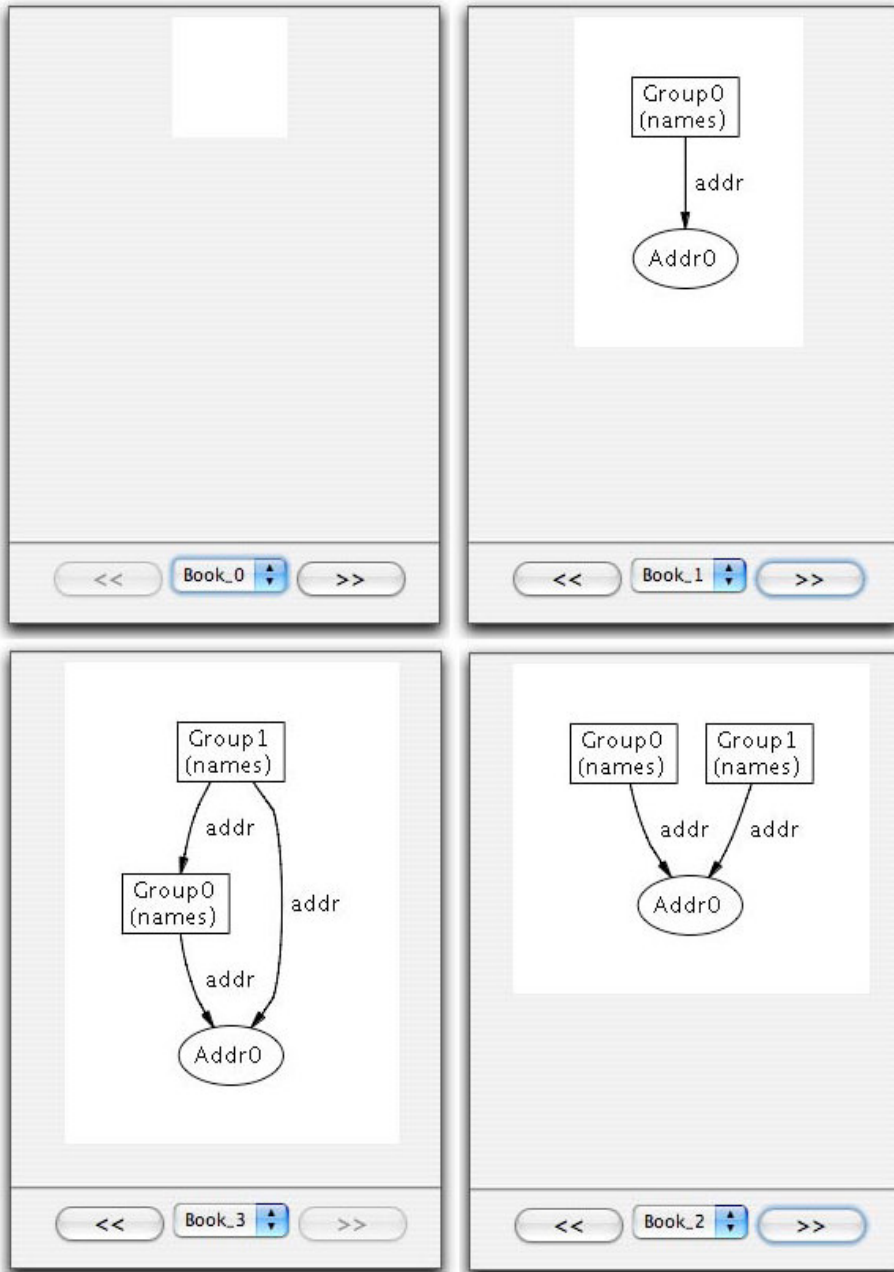 << Book_0 >>
Group0
(names)
addr
Addr0
<< Book_1 >>
Group1
(names)
addr
Group0
(names)
addr
addr
Addr0
<< Book_3 >>
Group0 Group1
(names) (names)
addr addr
Addr0
<< Book_2 >>